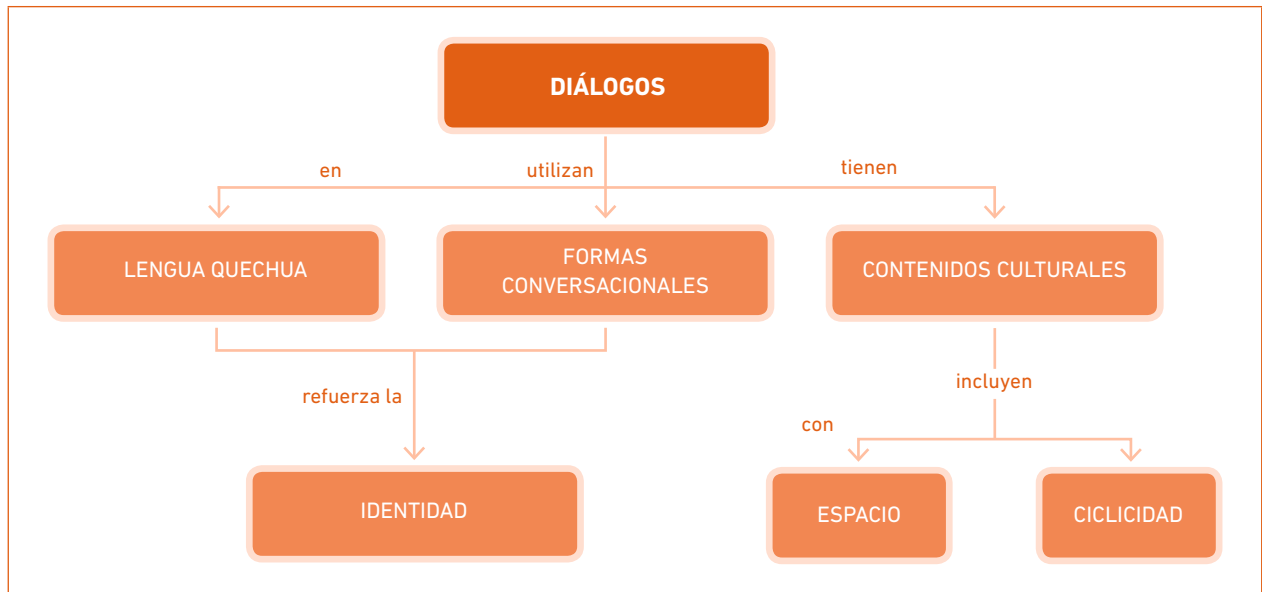 DIÁLOGOS
en
utilizan
tienen
LENGUA QUECHUA
FORMAS
CONVERSACIONALES
CONTENIDOS CULTURALES
refuerza la
incluyen
con
IDENTIDAD
ESPACIO
CICLICIDAD